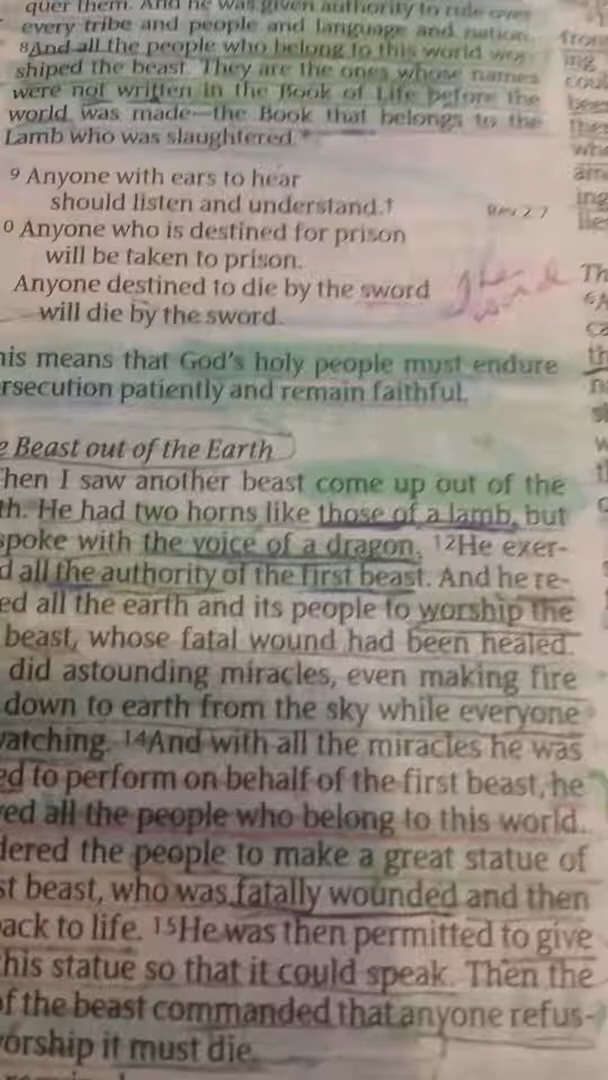 quer them. And he was given authority to rule over
every tribe and people and language and nation.
8And all the people who belong to this world wor-
shiped the beast. They are the ones whose names
were not written in the Book of Life before the
world was made—the Book that belongs to the
Lamb who was slaughtered.*
9 Anyone with ears to hear
should listen and understand.† Rev 2:7
0 Anyone who is destined for prison
will be taken to prison.
Anyone destined to die by the sword
will die by the sword.
his means that God's holy people must endure
rsecution patiently and remain faithful.
e Beast out of the Earth
hen I saw another beast come up out of the
th. He had two horns like those of a lamb, but
spoke with the voice of a dragon. 12He exer-
d all the authority of the first beast. And he re-
ed all the earth and its people to worship the
beast, whose fatal wound had been healed.
did astounding miracles, even making fire
down to earth from the sky while everyone
watching. 14And with all the miracles he was
ed to perform on behalf of the first beast, he
ved all the people who belong to this world.
dered the people to make a great statue of
st beast, who was fatally wounded and then
back to life. 15He was then permitted to give
his statue so that it could speak. Then the
of the beast commanded that anyone refus-
worship it must die.